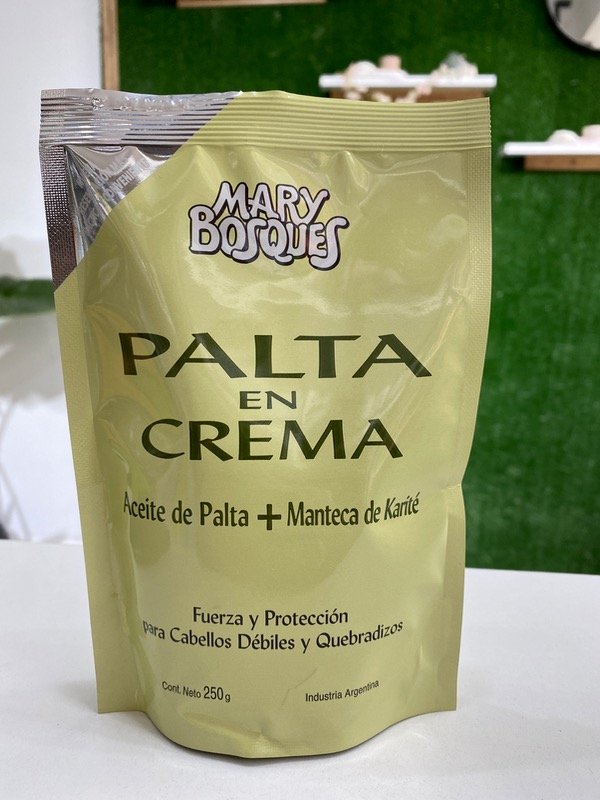 MARY
BOSQUES
PALTA
EN
CREMA
Aceite de Palta + Manteca de Karité
Fuerza y Protección
para Cabellos Débiles y Quebradizos
Cont. Neto 250g
Industria Argentina